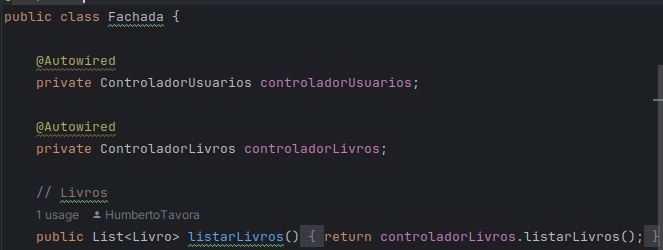 public class Fachada {
@Autowired
private ControladorUsuarios controladorUsuarios;
@Autowired
private ControladorLivros controladorLivros;
// Livros
1 usage HumbertoTavora
public List<Livro> listarLivros() { return controladorLivros.listarLivros(); }